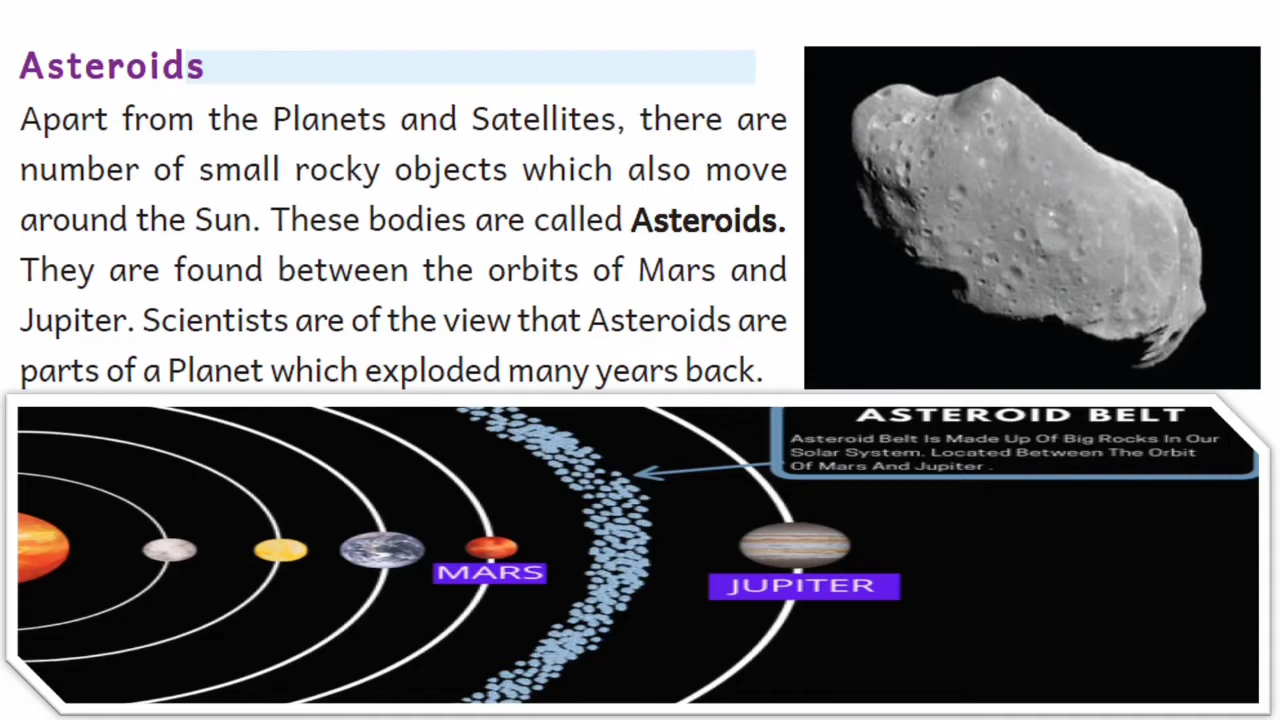 Asteroids
Apart from the Planets and Satellites, there are
number of small rocky objects which also move
around the Sun. These bodies are called Asteroids.
They are found between the orbits of Mars and
Jupiter. Scientists are of the view that Asteroids are
parts of a Planet which exploded many years back.
ASTEROID BELT
Asteroid Belt Is Made Up Of Big Rocks In Our
Solar System. Located Between The Orbit
Of Mars And Jupiter .
MARS
JUPITER